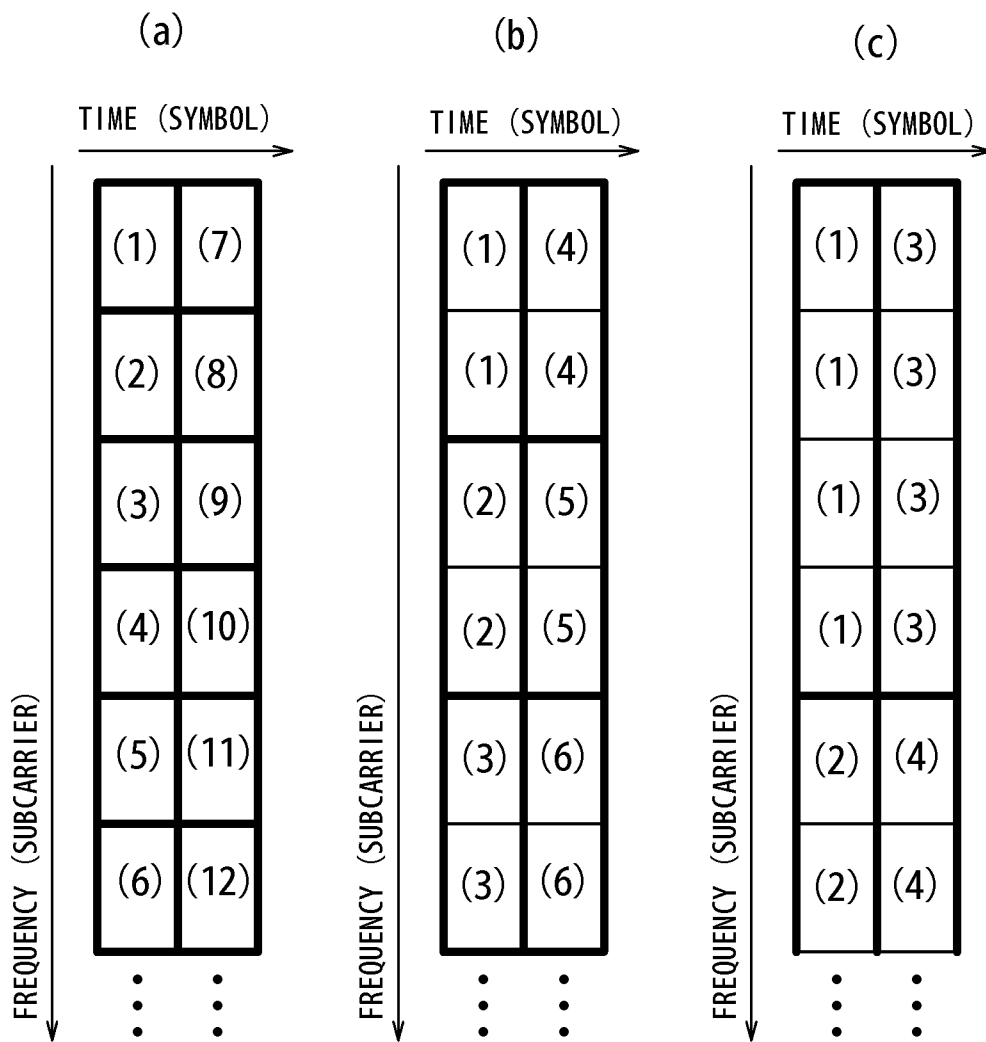 (a) (b) (c)
TIME (SYMBOL) TIME (SYMBOL) TIME (SYMBOL)
(1) (7) (1) (4) (1) (3)
(2) (8) (1) (4) (1) (3)
(3) (9) (2) (5) (1) (3)
(4) (10) (2) (5) (1) (3)
(5) (11) (3) (6) (2) (4)
(6) (12) (3) (6) (2) (4)
FREQUENCY (SUBCARRIER) FREQUENCY (SUBCARRIER) FREQUENCY (SUBCARRIER)